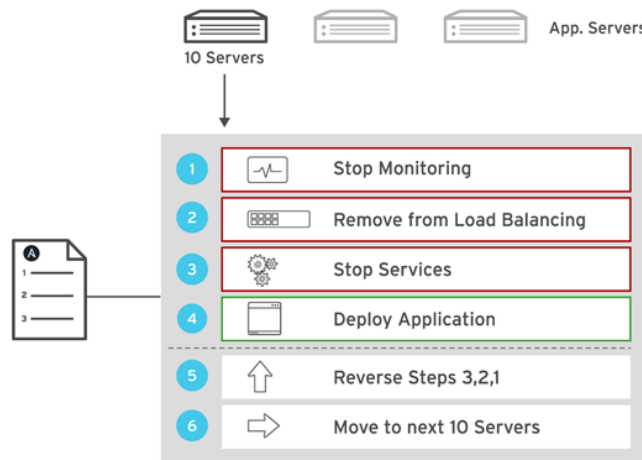 App. Servers
10 Servers
1 Stop Monitoring
2 Remove from Load Balancing
3 Stop Services
4 Deploy Application
5 Reverse Steps 3,2,1
6 Move to next 10 Servers
A
1
2
3